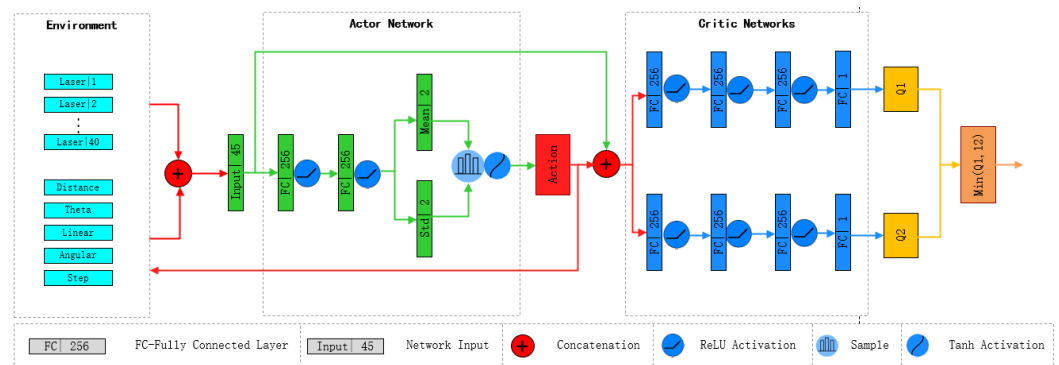 Environment
Actor Network
Critic Networks
Laser|1
Laser|2
Laser|40
Distance
Theta
Linear
Angular
Step
Input| 45
FC| 256
FC| 256
Mean| 2
Std| 2
Action
FC| 256
FC| 256
FC| 256
FC| 1
Q1
FC| 256
FC| 256
FC| 256
FC| 1
Q2
Min(Q1,12)
FC| 256
FC-Fully Connected Layer
Input| 45
Network Input
Concatenation
ReLU Activation
Sample
Tanh Activation